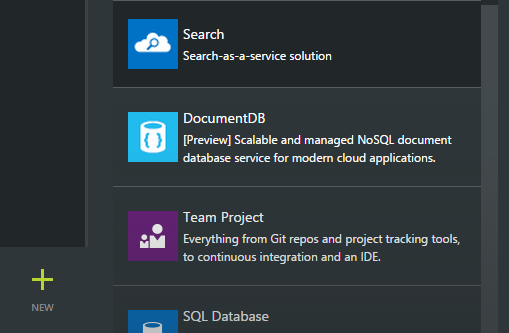 Search
Search-as-a-service solution
DocumentDB
[Preview] Scalable and managed NoSQL document
database service for modern cloud applications.
Team Project
Everything from Git repos and project tracking tools,
to continuous integration and an IDE.
NEW
SQL Database